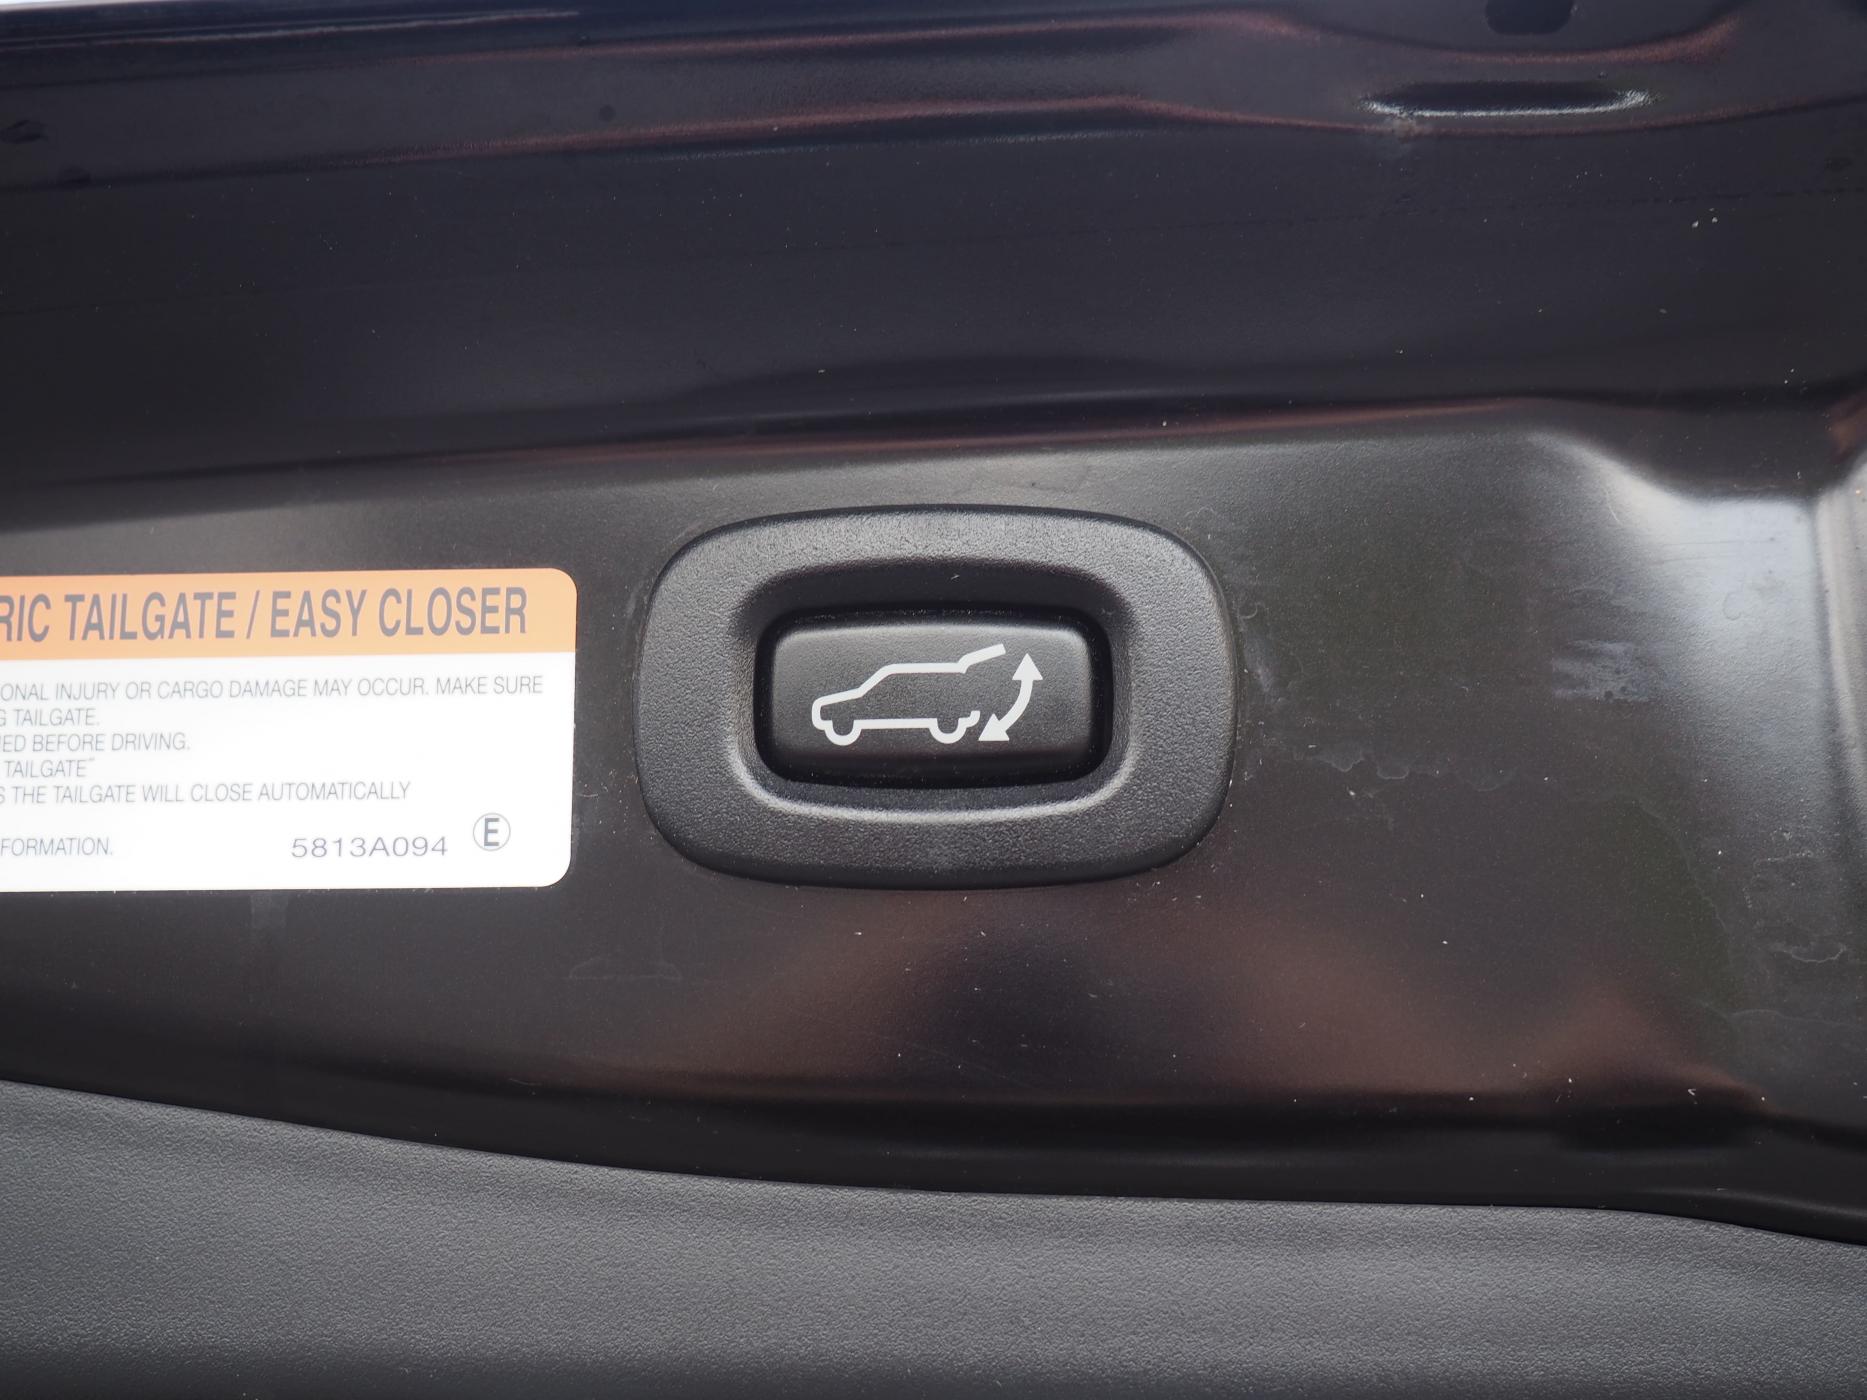 RIC TAILGATE / EASY CLOSER
ONAL INJURY OR CARGO DAMAGE MAY OCCUR. MAKE SURE
G TAILGATE.
ED BEFORE DRIVING.
TAILGATE"
S THE TAILGATE WILL CLOSE AUTOMATICALLY
FORMATION. 5813A094 E